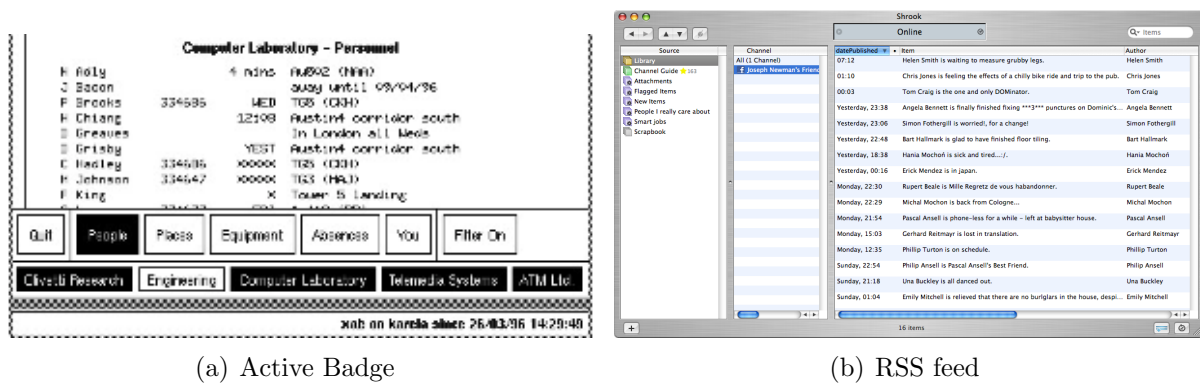 Computer Laboratory - Personnel
H Adly 4 mins AuB02 (MAA)
J Bacon away until 09/04/96
P Brooks 334686 WED TG5 (CKH)
H Chiang 12:08 Austin4 corridor south
D Greaves In London all Weds
D Grisby YEST Austin4 corridor south
C Hadley 334686 >00000< TG5 (CKH)
H Johnson 334647 >0000< TG3 (MAJ)
F King X Tower 5 landing
Quit People Places Equipment Absences You Filter On
Olivetti Research Engineering Computer Laboratory Telemedia Systems ATM Ltd.
xab on karela since 26/03/96 14:29:49
(a) Active Badge
Shrook
Online
Items
Source
Library
Channel Guide 163
Attachments
Flagged Items
New Items
People I really care about
Smart jobs
Scrapbook
Channel
All (1 Channel)
Joseph Newman's Friend
datePublished Item Author
07:12 Helen Smith is waiting to measure grubby legs. Helen Smith
01:10 Chris Jones is feeling the effects of a chilly bike ride and trip to the pub. Chris Jones
00:03 Tom Craig is the one and only DOMinator. Tom Craig
Yesterday, 23:38 Angela Bennett is finally finished fixing ***3*** punctures on Dominic's... Angela Bennett
Yesterday, 23:06 Simon Fothergill is worried!, for a change! Simon Fothergill
Yesterday, 22:48 Bart Hallmark is glad to have finished floor tiling. Bart Hallmark
Yesterday, 18:38 Hania Mochoń is sick and tired...:/. Hania Mochoń
Yesterday, 00:16 Erick Mendez is in japan. Erick Mendez
Monday, 22:30 Rupert Beale is Mille Regretz de vous habandonner. Rupert Beale
Monday, 22:29 Michal Mochon is back from Cologne... Michal Mochon
Monday, 21:54 Pascal Ansell is phone-less for a while - left at babysitter house. Pascal Ansell
Monday, 15:03 Gerhard Reitmayr is lost in translation. Gerhard Reitmayr
Monday, 12:35 Phillip Turton is on schedule. Phillip Turton
Sunday, 22:54 Philip Ansell is Pascal Ansell's Best Friend. Philip Ansell
Sunday, 21:18 Una Buckley is all danced out. Una Buckley
Sunday, 01:04 Emily Mitchell is relieved that there are no burlglars in the house, despi... Emily Mitchell
16 items
(b) RSS feed